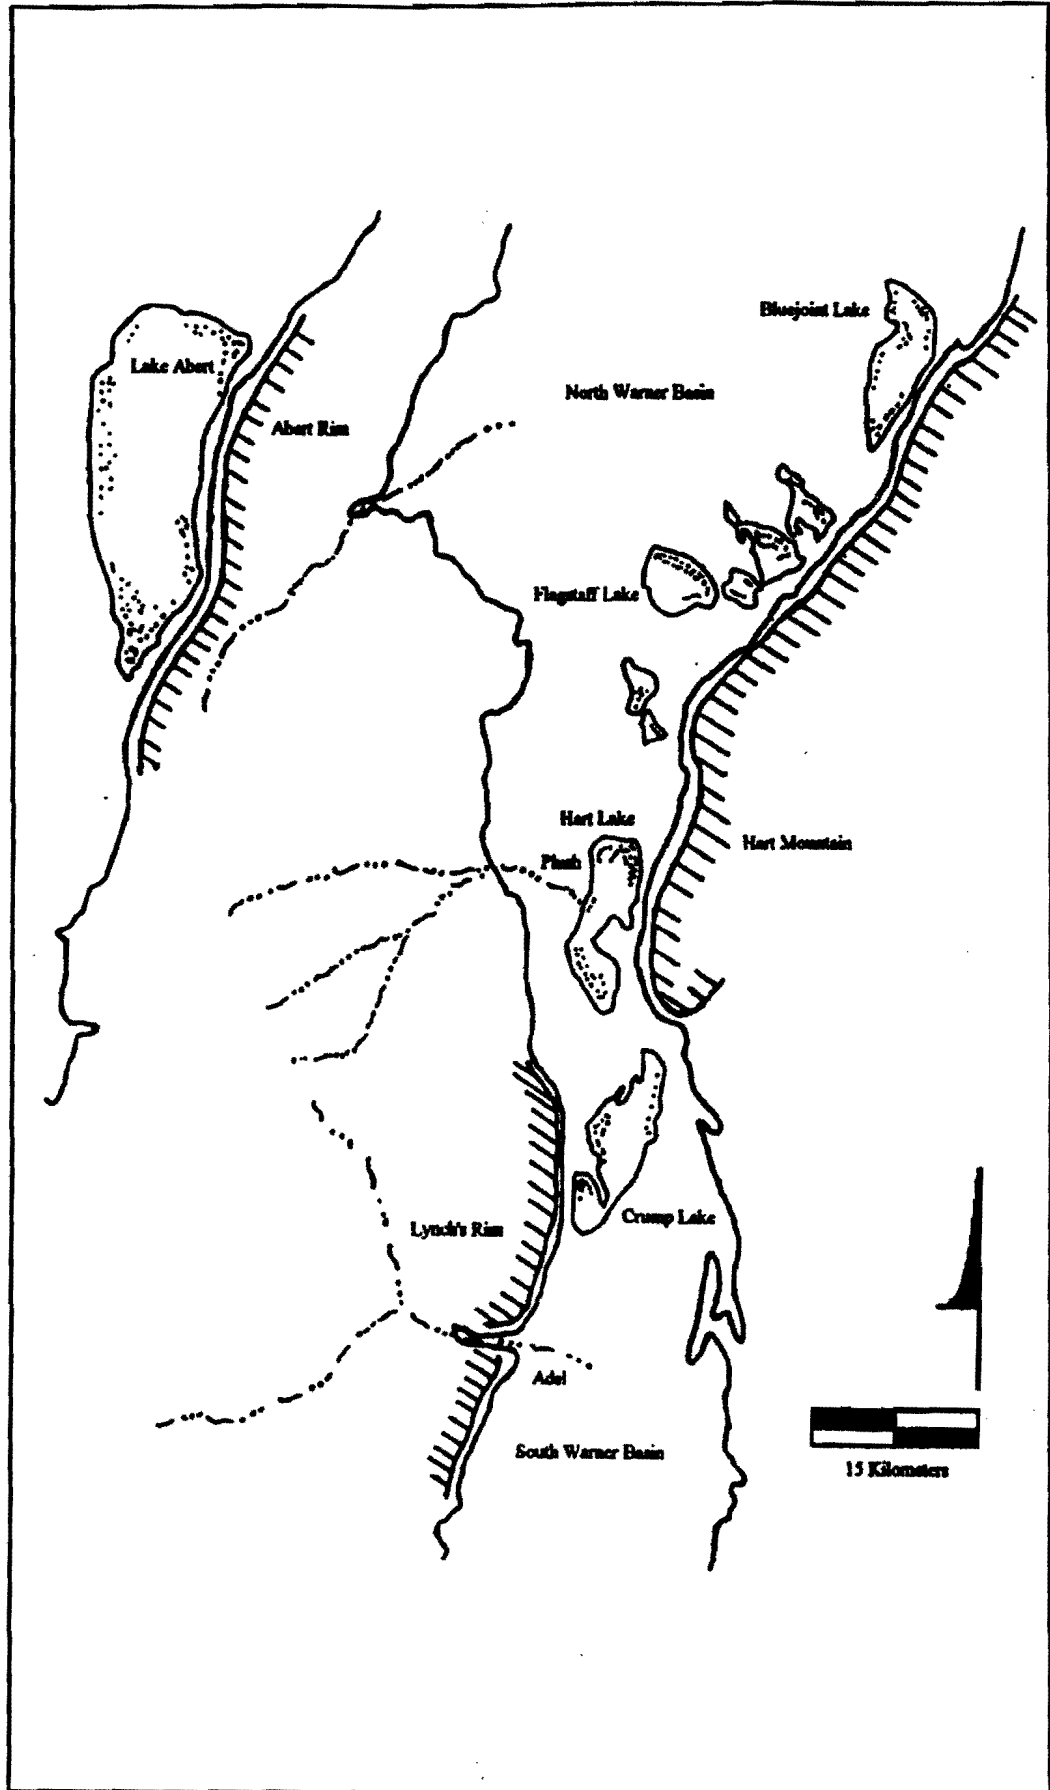 Bluejoint Lake
Lake Abert
North Warner Basin
Abert Rim
Flagstaff Lake
Hart Lake
Plush
Hart Mountain
Crump Lake
Lynch's Rim
Adel
South Warner Basin
15 Kilometers